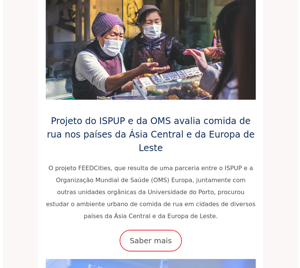 Projeto do ISPUP e da OMS avalia comida de
rua nos países da Ásia Central e da Europa de
Leste
O projeto FEEDCities, que resulta de uma parceria entre o ISPUP e a
Organização Mundial de Saúde (OMS) Europa, juntamente com
outras unidades orgânicas da Universidade do Porto, procurou
estudar o ambiente urbano de comida de rua em cidades de diversos
países da Ásia Central e da Europa de Leste.
Saber mais